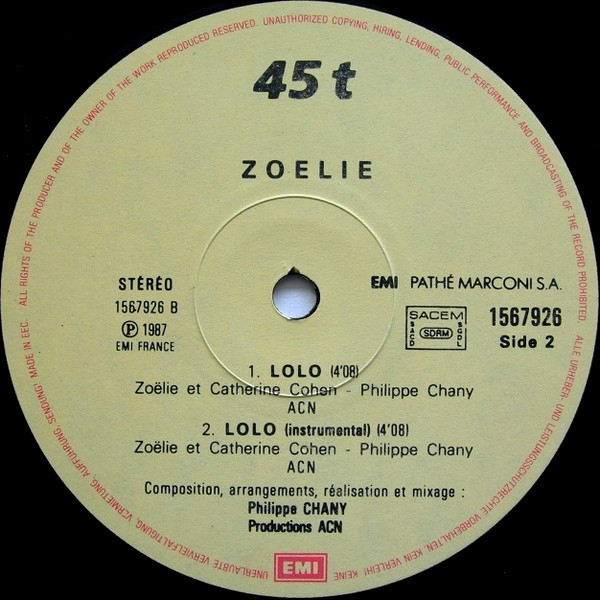 ALL RIGHTS OF THE PRODUCER AND OF THE OWNER OF THE WORK REPRODUCED RESERVED. UNAUTHORIZED COPYING, HIRING, LENDING, PUBLIC PERFORMANCE AND BROADCASTING OF THE RECORD PROHIBITED.
ALLE URHEBER- UND LEISTUNGSSCHUTZRECHTE VORBEHALTEN. KEIN VERLEIH! KEINE
UNERLAUBTE VERVIELFÄLTIGUNG, VERMIETUNG, AUFFÜHRUNG, SENDUNG! MADE IN EEC.
45 t
ZOELIE
STÉRÉO
1567926 B
Ⓟ 1987
EMI FRANCE
EMI PATHÉ MARCONI S.A.
SACEM
SACD
SDRM
SGDL
1567926
Side 2
1. LOLO (4'08)
Zoëlie et Catherine Cohen - Philippe Chany
ACN
2. LOLO (instrumental) (4'08)
Zoëlie et Catherine Cohen - Philippe Chany
ACN
Composition, arrangements, réalisation et mixage :
Philippe CHANY
Productions ACN
EMI